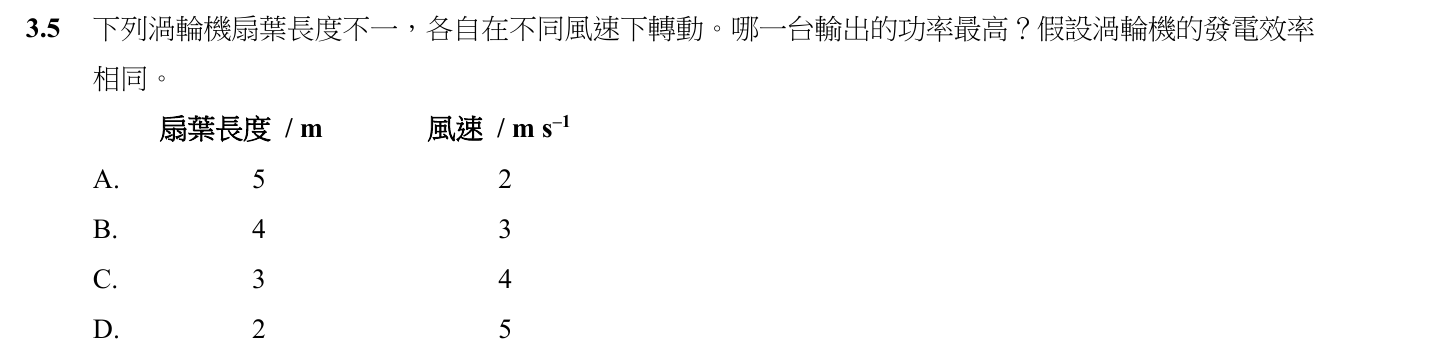 3.5 下列渦輪機扇葉長度不一，各自在不同風速下轉動。哪一台輸出的功率最高？假設渦輪機的發電效率
相同。
扇葉長度 / m 風速 / m s⁻¹
A. 5 2
B. 4 3
C. 3 4
D. 2 5